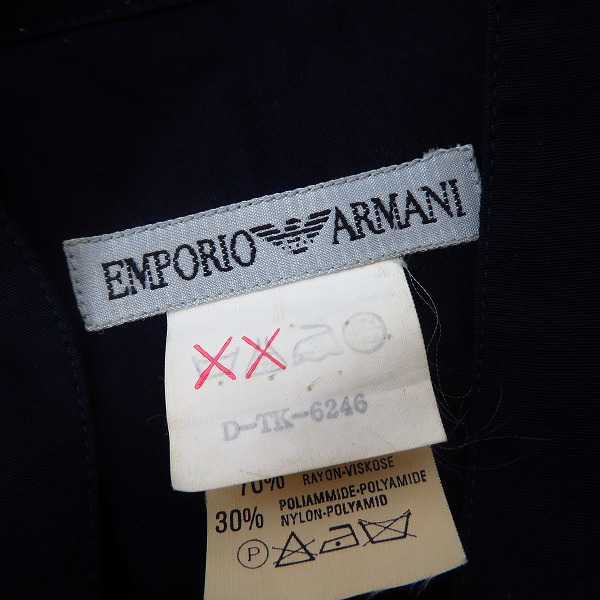 EMPORIO ARMANI
D-TK-6246
70% RAYON-VISKOSE
30% POLIAMMIDE-POLYAMIDE
NYLON-POLYAMID
P